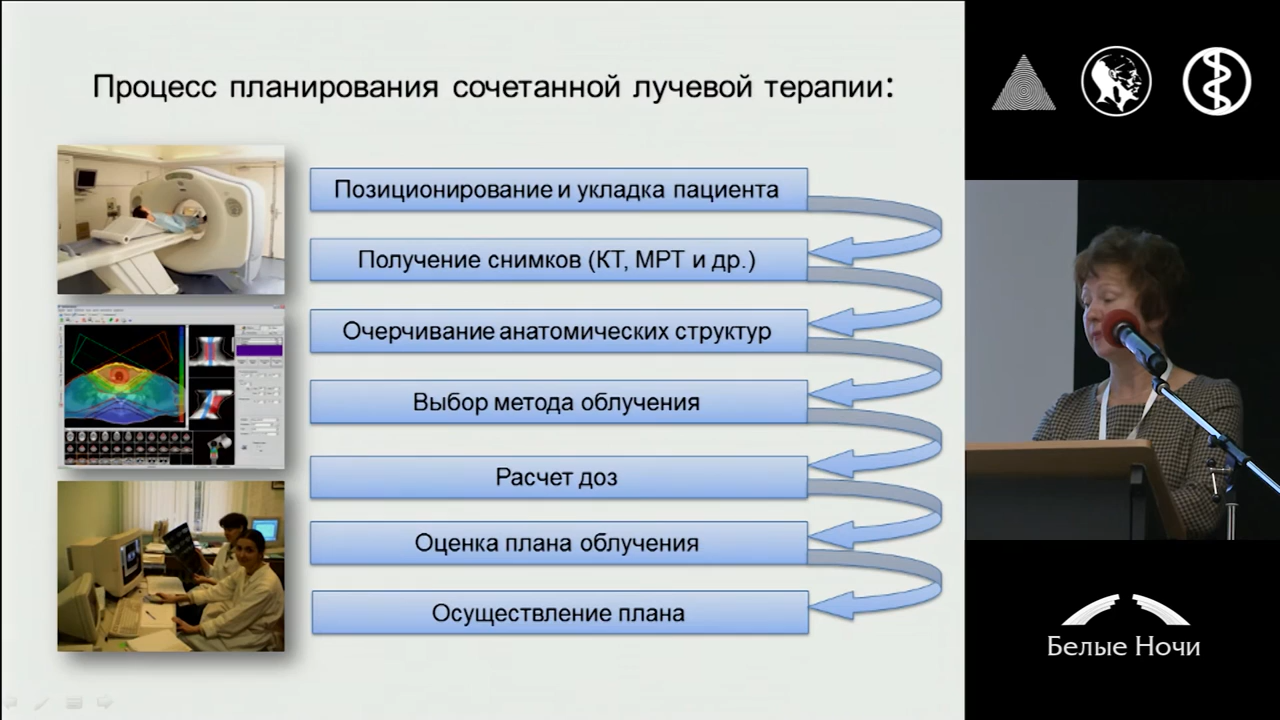 Процесс планирования сочетанной лучевой терапии:
Позиционирование и укладка пациента
Получение снимков (КТ, МРТ и др.)
Очерчивание анатомических структур
Выбор метода облучения
Расчет доз
Оценка плана облучения
Осуществление плана
Белые Ночи